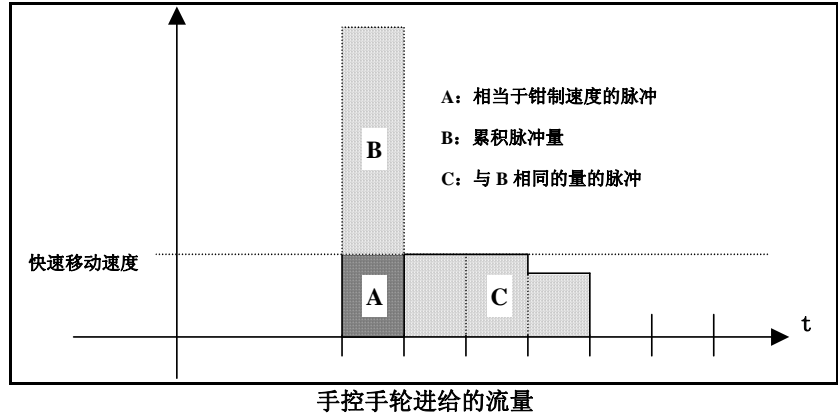 A：相当于钳制速度的脉冲
B
B：累积脉冲量
C：与 B 相同的量的脉冲
快速移动速度
A
C
t
手控手轮进给的流量